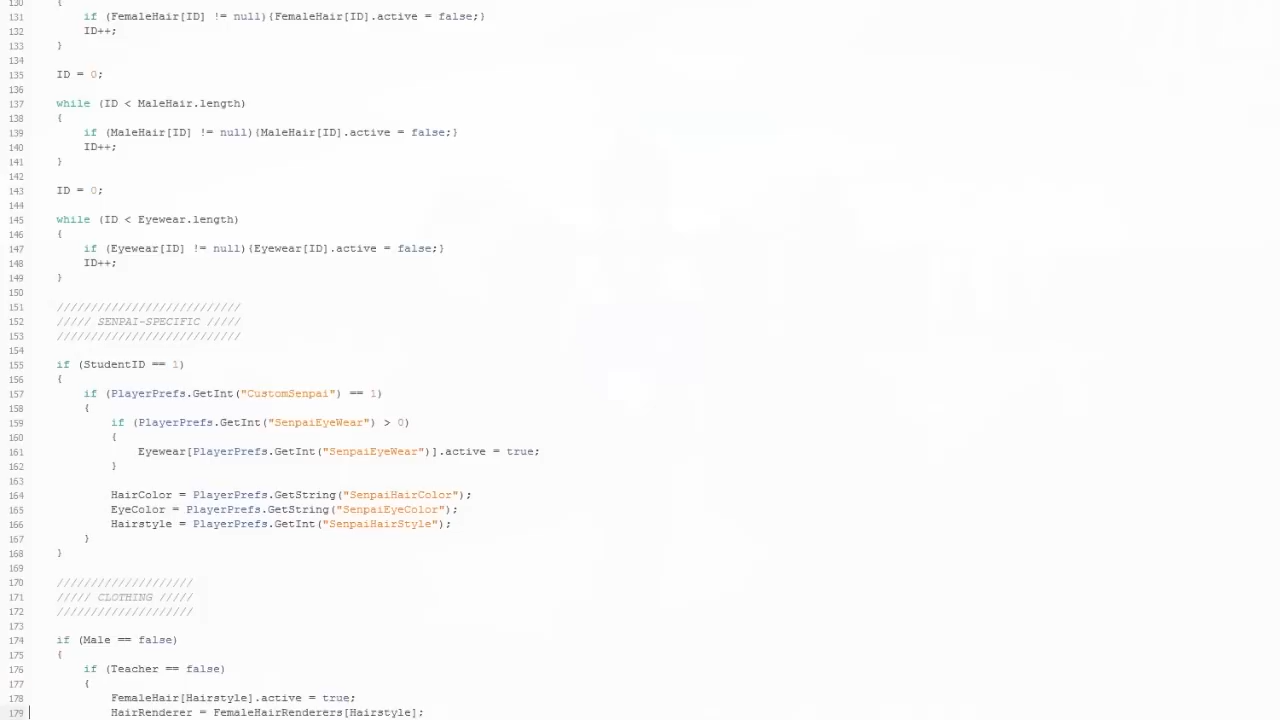 130 {
131 if (FemaleHair[ID] != null){FemaleHair[ID].active = false;}
132 ID++;
133 }
134
135 ID = 0;
136
137 while (ID < MaleHair.length)
138 {
139 if (MaleHair[ID] != null){MaleHair[ID].active = false;}
140 ID++;
141 }
142
143 ID = 0;
144
145 while (ID < Eyewear.length)
146 {
147 if (Eyewear[ID] != null){Eyewear[ID].active = false;}
148 ID++;
149 }
150
151 ///////////////////////////
152 ///// SENPAI-SPECIFIC /////
153 ///////////////////////////
154
155 if (StudentID == 1)
156 {
157 if (PlayerPrefs.GetInt("CustomSenpai") == 1)
158 {
159 if (PlayerPrefs.GetInt("SenpaiEyeWear") > 0)
160 {
161 Eyewear[PlayerPrefs.GetInt("SenpaiEyeWear")].active = true;
162 }
163
164 HairColor = PlayerPrefs.GetString("SenpaiHairColor");
165 EyeColor = PlayerPrefs.GetString("SenpaiEyeColor");
166 Hairstyle = PlayerPrefs.GetInt("SenpaiHairStyle");
167 }
168 }
169
170 ////////////////////
171 ///// CLOTHING /////
172 ////////////////////
173
174 if (Male == false)
175 {
176 if (Teacher == false)
177 {
178 FemaleHair[Hairstyle].active = true;
179 HairRenderer = FemaleHairRenderers[Hairstyle];